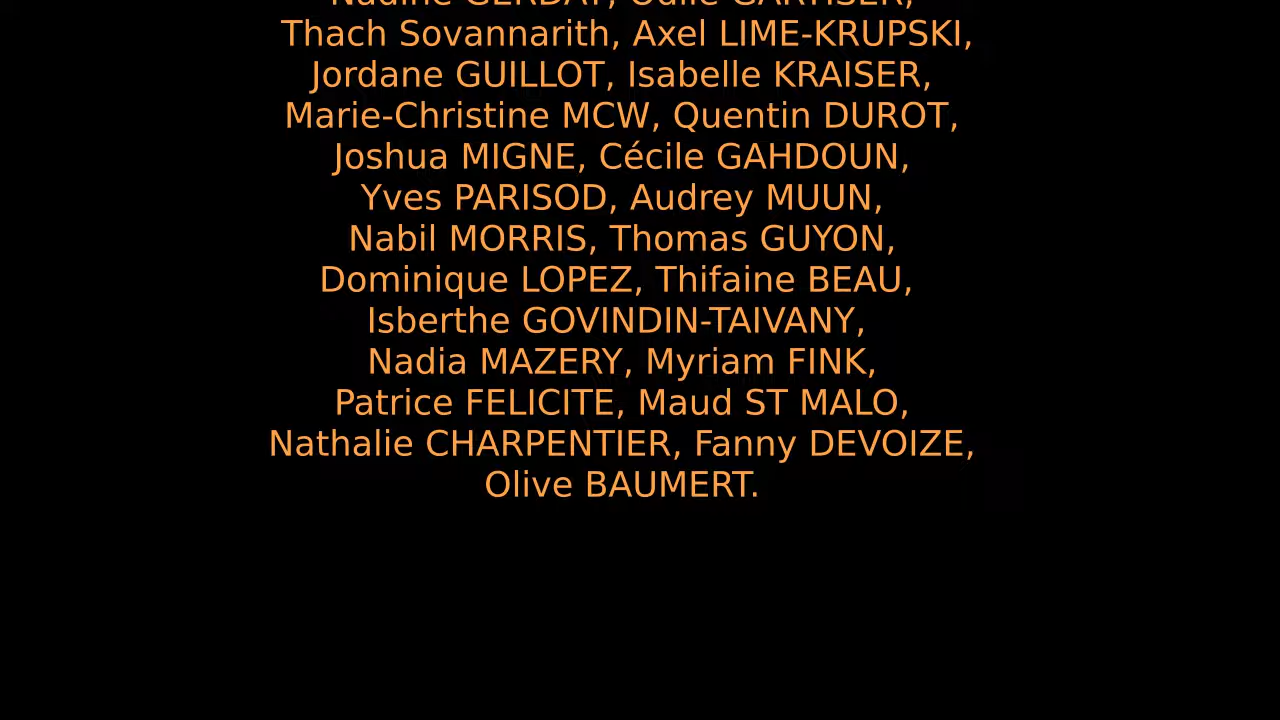 Thach Sovannarith, Axel LIME-KRUPSKI,
Jordane GUILLOT, Isabelle KRAISER,
Marie-Christine MCW, Quentin DUROT,
Joshua MIGNE, Cécile GAHDOUN,
Yves PARISOD, Audrey MUUN,
Nabil MORRIS, Thomas GUYON,
Dominique LOPEZ, Thifaine BEAU,
Isberthe GOVINDIN-TAIVANY,
Nadia MAZERY, Myriam FINK,
Patrice FELICITE, Maud ST MALO,
Nathalie CHARPENTIER, Fanny DEVOIZE,
Olive BAUMERT.